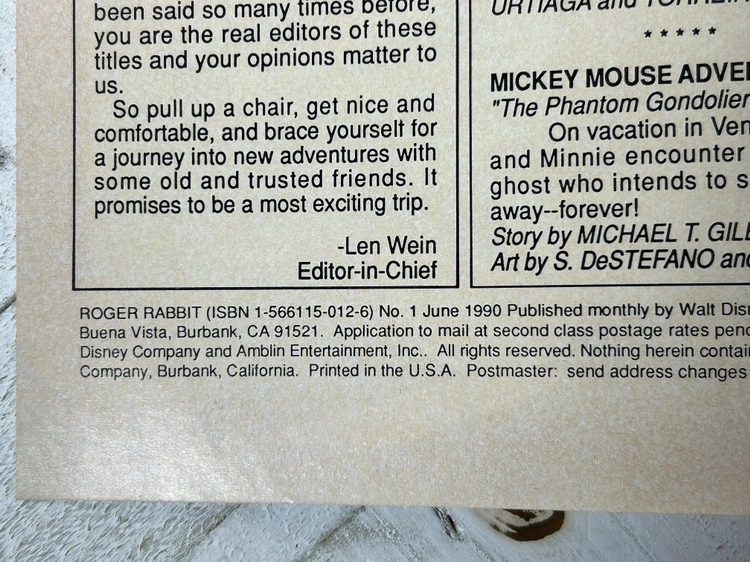 been said so many times before,
you are the real editors of these
titles and your opinions matter to
us.
So pull up a chair, get nice and
comfortable, and brace yourself for
a journey into new adventures with
some old and trusted friends. It
promises to be a most exciting trip.
-Len Wein
Editor-in-Chief
URTIAGA and
*****
MICKEY MOUSE
"The Phantom Gondolier
On vacation in
and Minnie encounter
ghost who intends to
away--forever!
Story by MICHAEL T.
Art by S. DeSTEFANO and
ROGER RABBIT (ISBN 1-566115-012-6) No. 1 June 1990 Published monthly by Walt
Buena Vista, Burbank, CA 91521. Application to mail at second class postage rates
Disney Company and Amblin Entertainment, Inc.. All rights reserved. Nothing herein
Company, Burbank, California. Printed in the U.S.A. Postmaster: send address changes